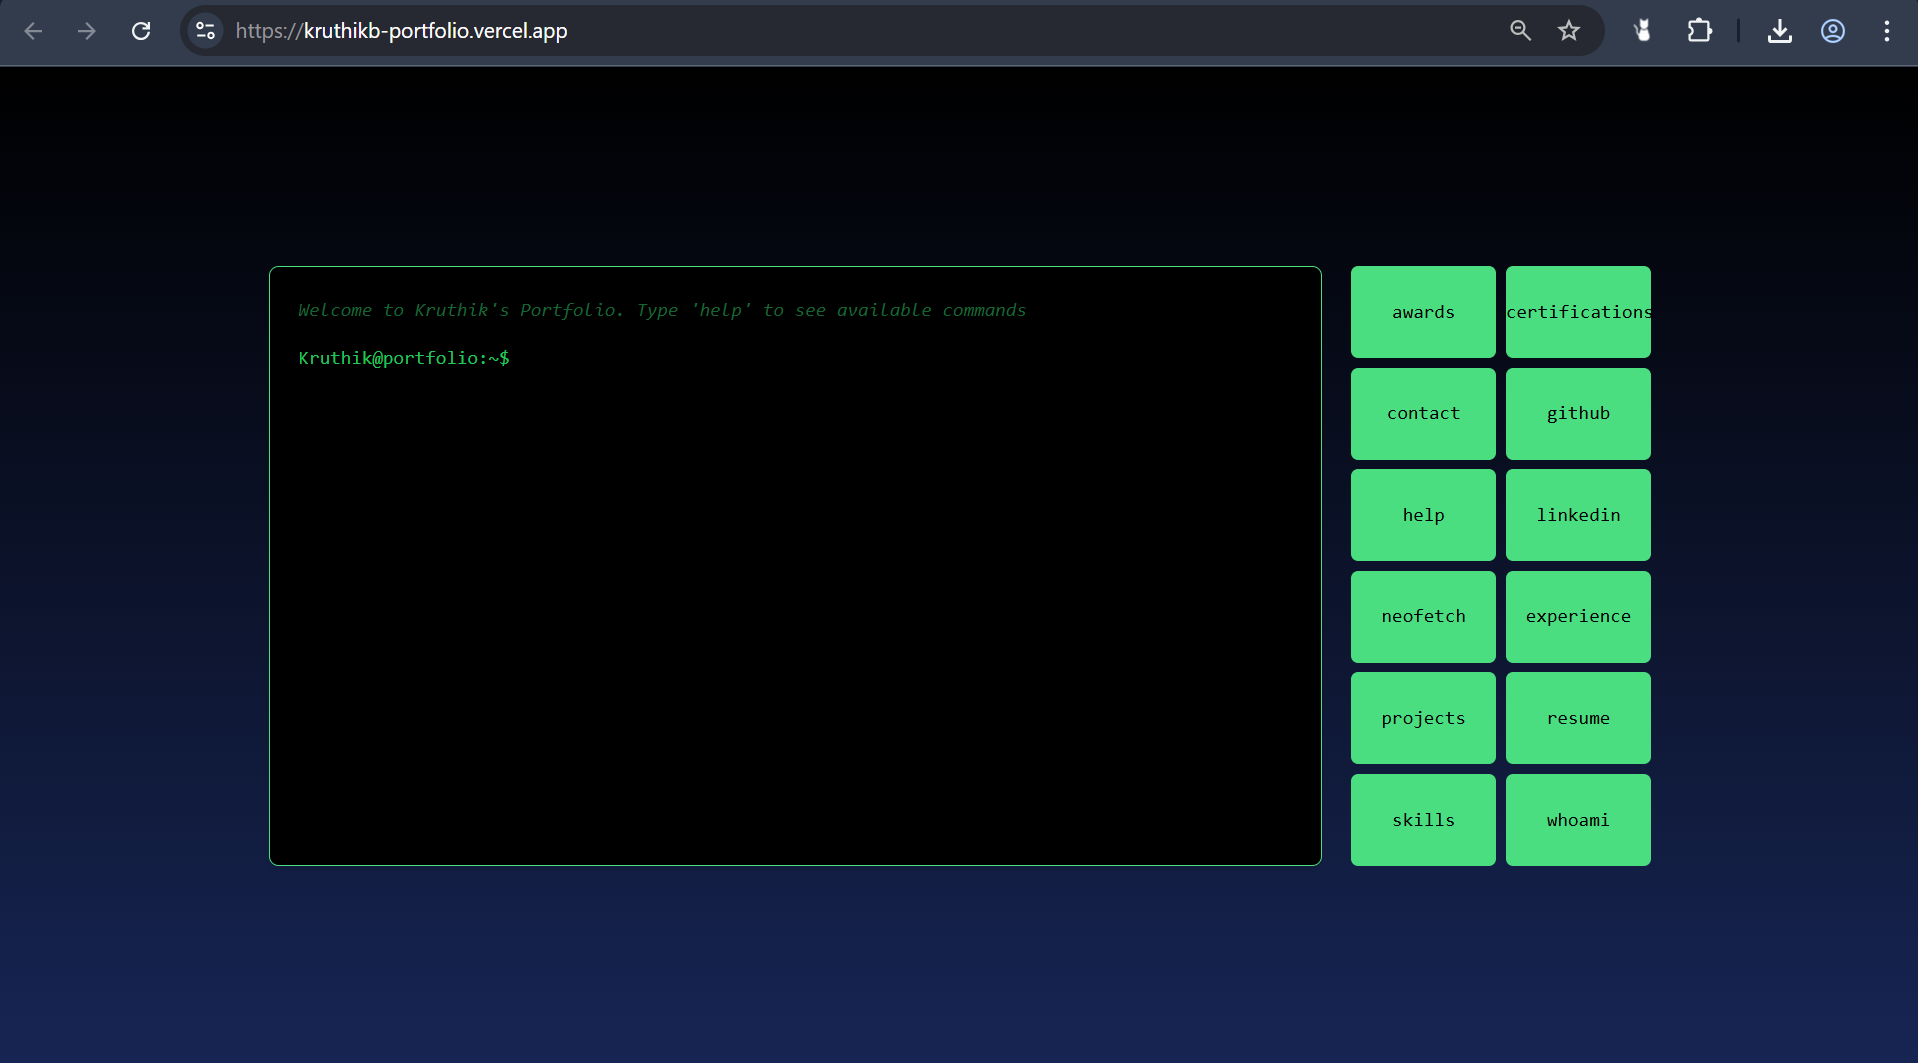 https://kruthikb-portfolio.vercel.app
Welcome to Kruthik's Portfolio. Type 'help' to see available commands
Kruthik@portfolio:~$
awards
certifications
contact
github
help
linkedin
neofetch
experience
projects
resume
skills
whoami